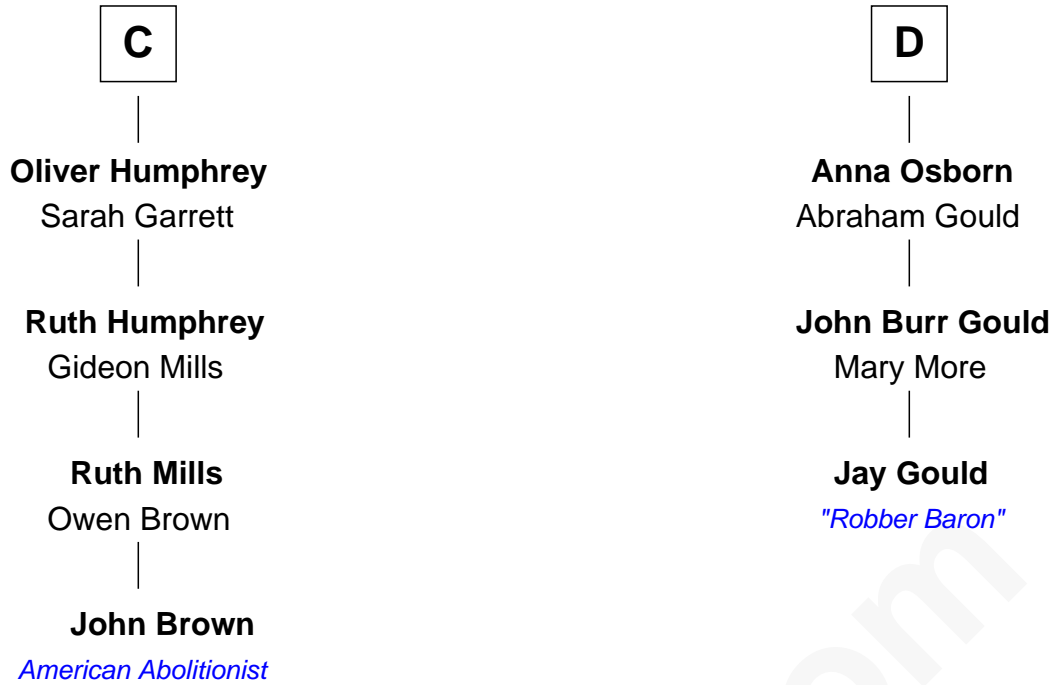 C
Oliver Humphrey
Sarah Garrett
Ruth Humphrey
Gideon Mills
Ruth Mills
Owen Brown
John Brown
American Abolitionist
D
Anna Osborn
Abraham Gould
John Burr Gould
Mary More
Jay Gould
"Robber Baron"
om